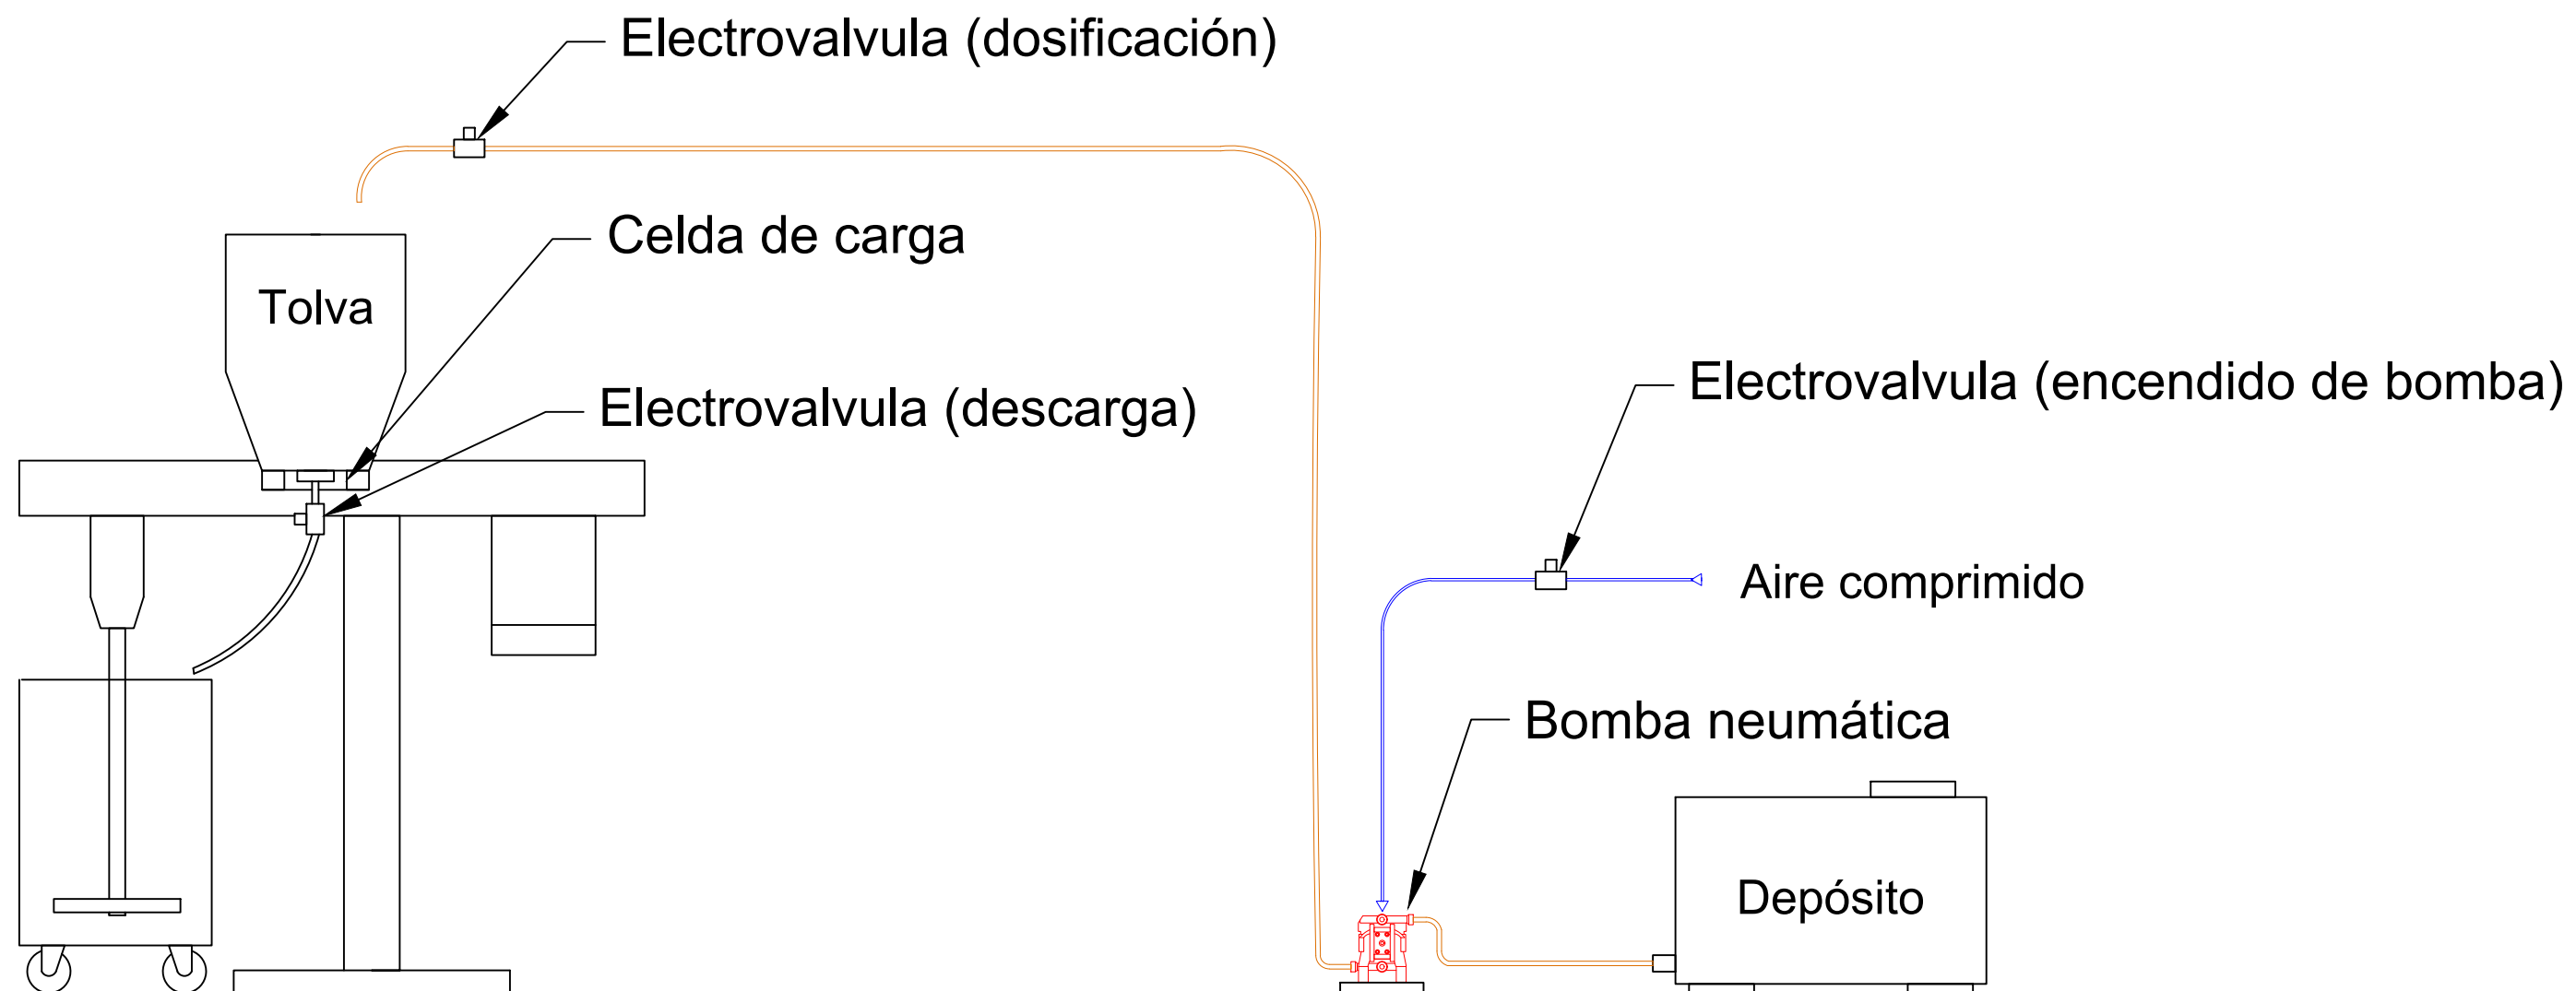 Electrovalvula (dosificación)
Celda de carga
Tolva
Electrovalvula (descarga)
Electrovalvula (encendido de bomba)
Aire comprimido
Bomba neumática
Depósito